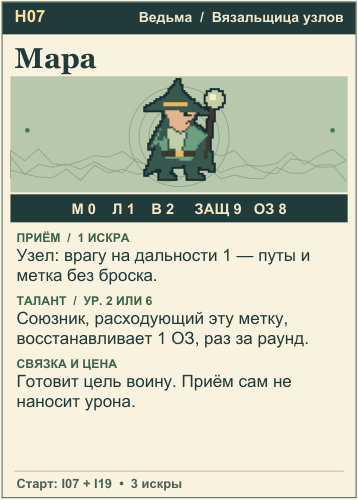 H07
Ведьма / Вязальщица узлов
Мара
М 0 Л 1 В 2 ЗАЩ 9 ОЗ 8
ПРИЁМ / 1 ИСКРА
Узел: врагу на дальности 1 — путы и
метка без броска.
ТАЛАНТ / УР. 2 ИЛИ 6
Союзник, расходующий эту метку,
восстанавливает 1 ОЗ, раз за раунд.
СВЯЗКА И ЦЕНА
Готовит цель воину. Приём сам не
наносит урона.
Старт: I07 + I19 • 3 искры